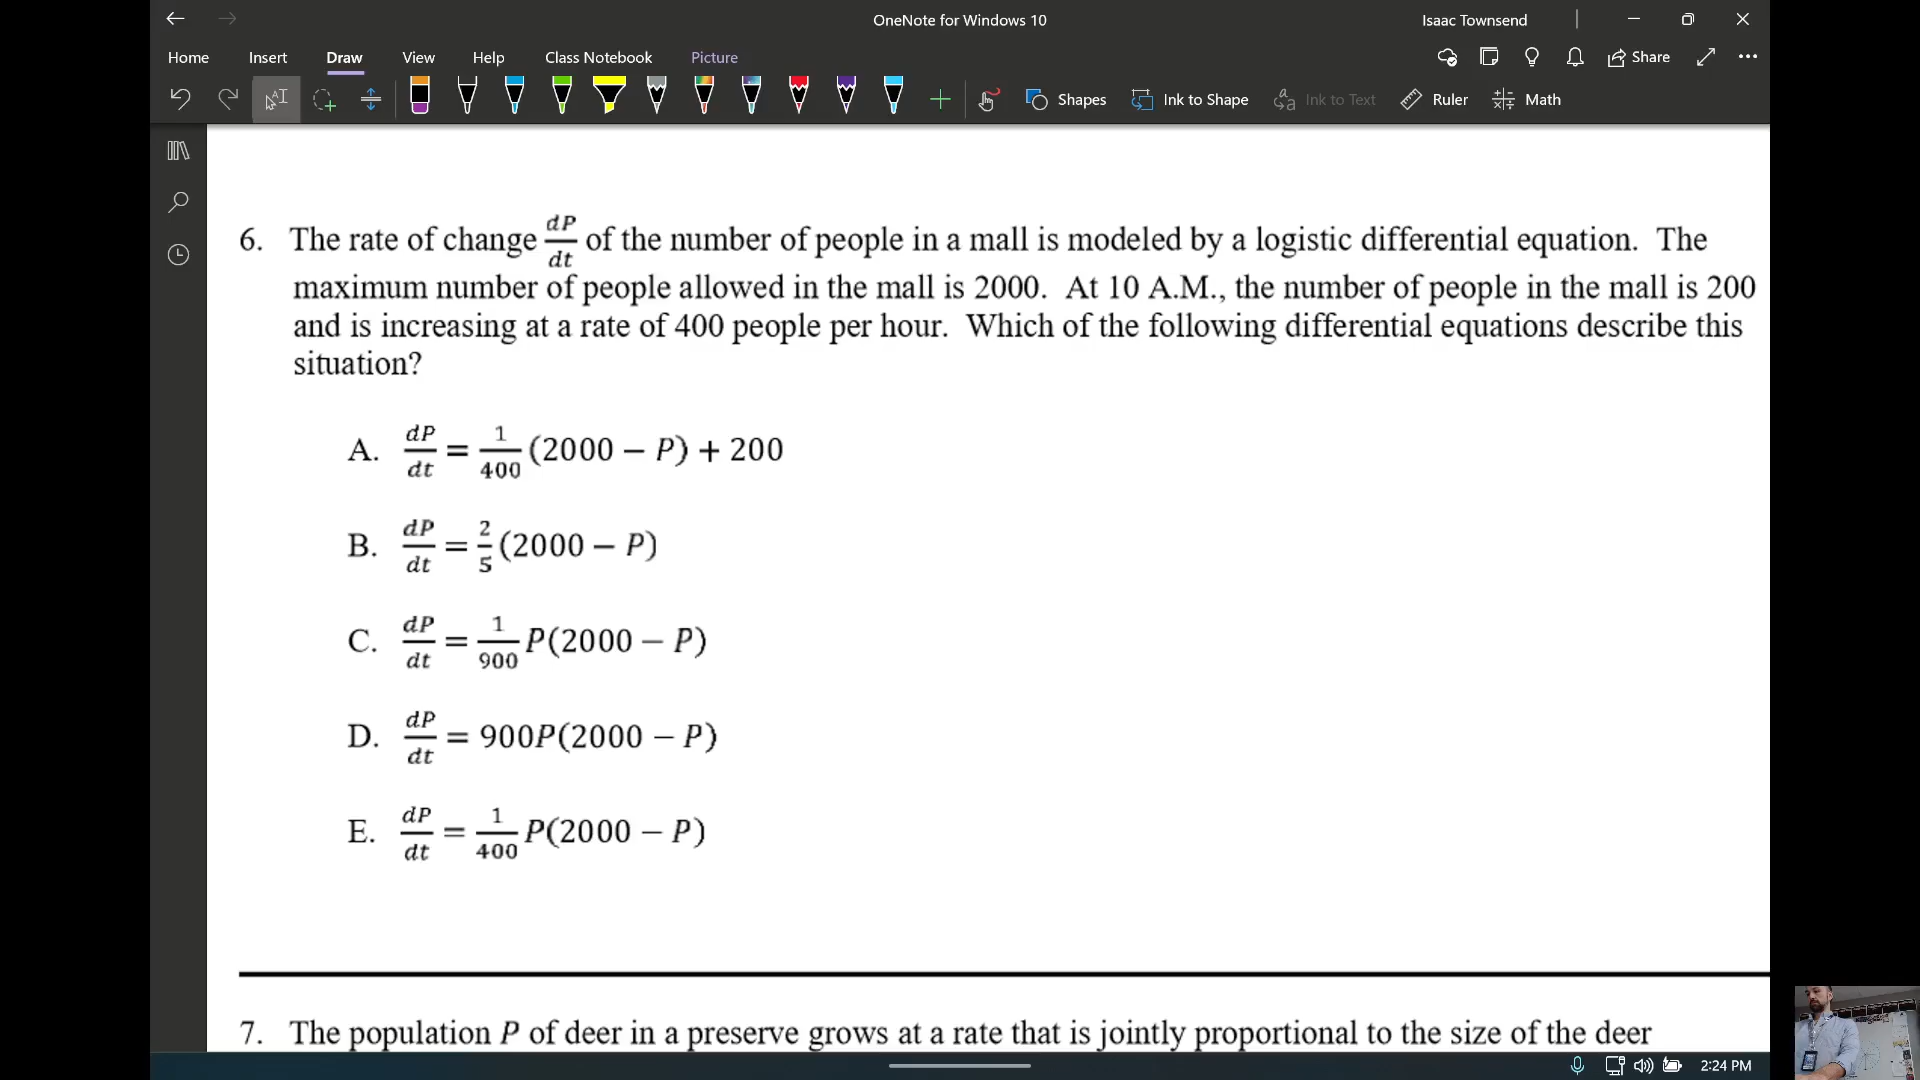 OneNote for Windows 10
Isaac Townsend
Home Insert Draw View Help Class Notebook Picture
Share
Shapes Ink to Shape Ink to Text Ruler Math
6. The rate of change dP/dt of the number of people in a mall is modeled by a logistic differential equation. The
maximum number of people allowed in the mall is 2000. At 10 A.M., the number of people in the mall is 200
and is increasing at a rate of 400 people per hour. Which of the following differential equations describe this
situation?
A. dP/dt = 1/400 (2000 − P) + 200
B. dP/dt = 2/5 (2000 − P)
C. dP/dt = 1/900 P(2000 − P)
D. dP/dt = 900P(2000 − P)
E. dP/dt = 1/400 P(2000 − P)
7. The population P of deer in a preserve grows at a rate that is jointly proportional to the size of the deer
2:24 PM